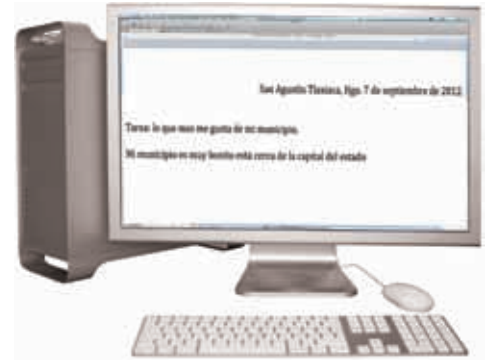 San Agustín Tlaxiaca, Hgo. 7 de septiembre de 2012
Tarea: lo que mas me gusta de mi municipio.
Mi municipio es muy bonito está cerca de la capital del estado